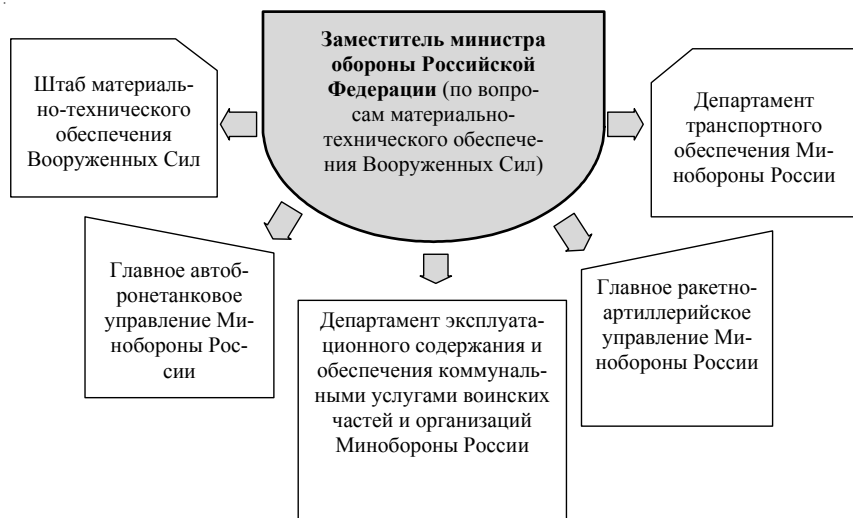 Заместитель министра
обороны Российской
Федерации (по вопро-
сам материально-
технического обеспече-
ния Вооруженных Сил)
Штаб материаль-
но-технического
обеспечения
Вооруженных Сил
Департамент
транспортного
обеспечения Ми-
нобороны России
Главное автоб-
ронетанковое
управление Ми-
нобороны Рос-
сии
Департамент эксплуата-
ционного содержания и
обеспечения коммуналь-
ными услугами воинских
частей и организаций
Минобороны России
Главное ракетно-
артиллерийское
управление Ми-
нобороны России